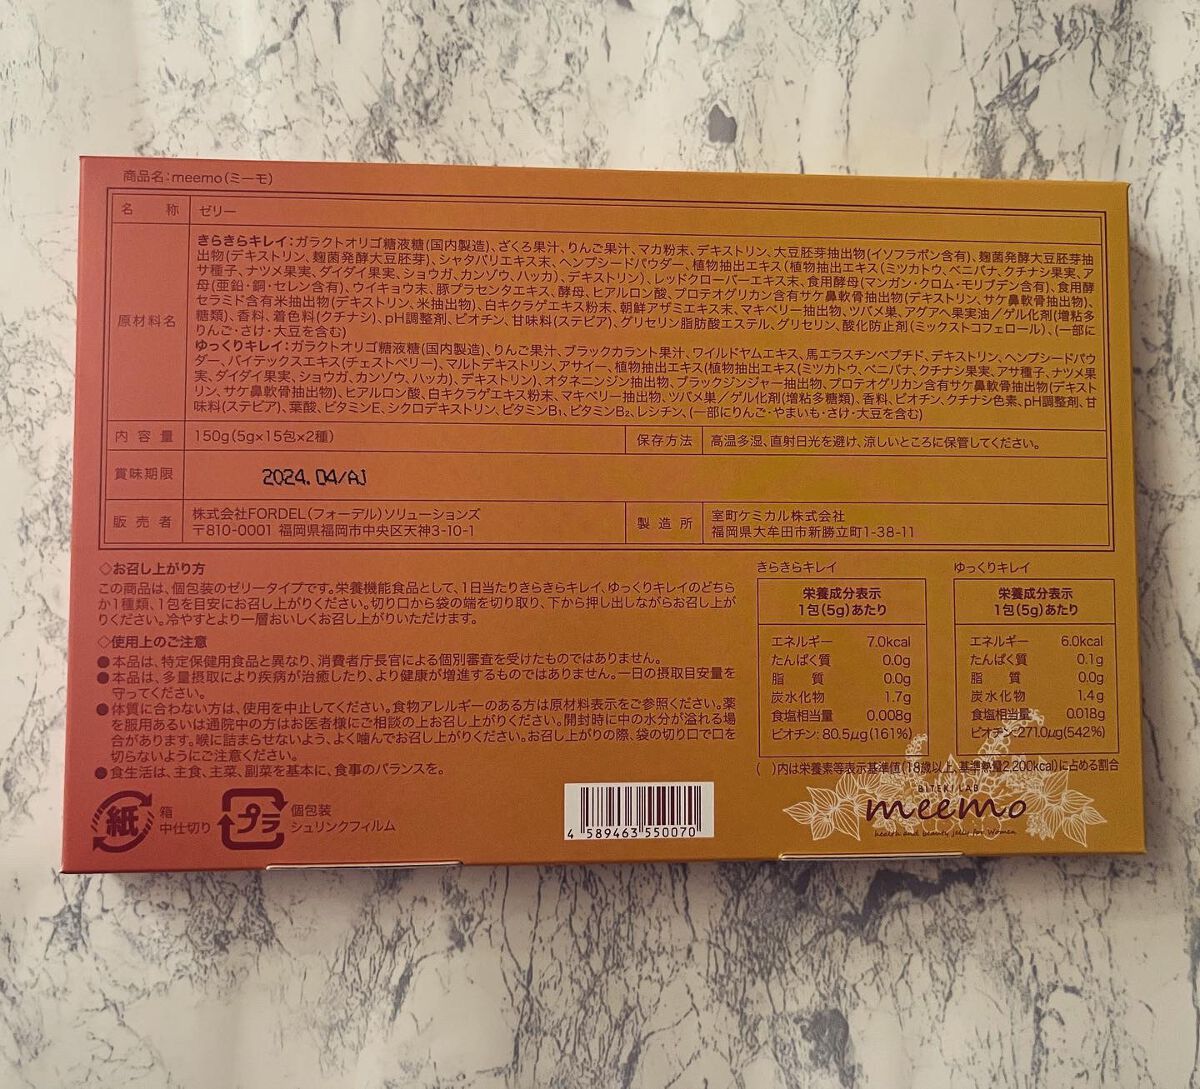 商品名:meemo(ミーモ)
名 称 ゼリー
原材料名
きらきらキレイ:ガラクトオリゴ糖液糖(国内製造)、ざくろ果汁、りんご果汁、マカ粉末、デキストリン、大豆胚芽抽出物(イソフラボン含有)、麹菌発酵大豆胚芽抽
出物(デキストリン、麹菌発酵大豆胚芽)、シャタバリエキス末、ヘンプシードパウダー、植物抽出エキス(植物抽出エキス(ミツカトウ、ベニバナ、クチナシ果実、ア
サ種子、ナツメ果実、ダイダイ果実、ショウガ、カンゾウ、ハッカ)、デキストリン)、レッドクローバーエキス末、食用酵母(マンガン・クロム・モリブデン含有)、食用酵
母(亜鉛・銅・セレン含有)、ウイキョウ末、豚プラセンタエキス、酵母、ヒアルロン酸、プロテオグリカン含有サケ鼻軟骨抽出物(デキストリン、サケ鼻軟骨抽出物)、
セラミド含有米抽出物(デキストリン、米抽出物)、白キクラゲエキス粉末、朝鮮アザミエキス末、マキベリー抽出物、ツバメ巣、アグアヘ果実油/ゲル化剤(増粘多
糖類)、香料、着色料(クチナシ)、pH調整剤、ビオチン、甘味料(ステビア)、グリセリン脂肪酸エステル、グリセリン、酸化防止剤(ミックストコフェロール)、(一部に
りんご・さけ・大豆を含む)
ゆっくりキレイ:ガラクトオリゴ糖液糖(国内製造)、りんご果汁、ブラックカラント果汁、ワイルドヤムエキス、馬エラスチンペプチド、デキストリン、ヘンプシードパウ
ダー、バイテックスエキス(チェストベリー)、マルトデキストリン、アサイー、植物抽出エキス(植物抽出エキス(ミツカトウ、ベニバナ、クチナシ果実、アサ種子、ナツメ果
実、ダイダイ果実、ショウガ、カンゾウ、ハッカ)、デキストリン)、オタネニンジン抽出物、ブラックジンジャー抽出物、プロテオグリカン含有サケ鼻軟骨抽出物(デキスト
リン、サケ鼻軟骨抽出物)、ヒアルロン酸、白キクラゲエキス粉末、マキベリー抽出物、ツバメ巣/ゲル化剤(増粘多糖類)、香料、ビオチン、クチナシ色素、pH調整剤、甘
味料(ステビア)、葉酸、ビタミンE、シクロデキストリン、ビタミンB1、ビタミンB2、レシチン、(一部にりんご・やまいも・さけ・大豆を含む)
内 容 量 150g(5g×15包×2種) 保存方法 高温多湿、直射日光を避け、涼しいところに保管してください。
賞味期限 2024.04/AJ
販 売 者 株式会社FORDEL(フォーデル)ソリューションズ
〒810-0001 福岡県福岡市中央区天神3-10-1
製 造 所 室町ケミカル株式会社
福岡県大牟田市新勝立町1-38-11
◇お召し上がり方
この商品は、個包装のゼリータイプです。栄養機能食品として、1日当たりきらきらキレイ、ゆっくりキレイのどちら
か1種類、1包を目安にお召し上がりください。切り口から袋の端を切り取り、下から押し出しながらお召し上が
りください。冷やすとより一層おいしくお召し上がりいただけます。
◇使用上のご注意
●本品は、特定保健用食品と異なり、消費者庁長官による個別審査を受けたものではありません。
●本品は、多量摂取により疾病が治癒したり、より健康が増進するものではありません。一日の摂取目安量を
守ってください。
●体質に合わない方は、使用を中止してください。食物アレルギーのある方は原材料表示をご参照ください。薬
を服用あるいは通院中の方はお医者様にご相談の上お召し上がりください。開封時に中の水分が溢れる場
合があります。喉に詰まらせないよう、よく噛んでお召し上がりください。お召し上がりの際、袋の切り口で口を
切らないようにご注意ください。
●食生活は、主食、主菜、副菜を基本に、食事のバランスを。
きらきらキレイ
栄養成分表示
1包(5g)あたり
エネルギー 7.0kcal
たんぱく質 0.0g
脂 質 0.0g
炭水化物 1.7g
食塩相当量 0.008g
ビオチン:80.5μg(161%)
ゆっくりキレイ
栄養成分表示
1包(5g)あたり
エネルギー 6.0kcal
たんぱく質 0.1g
脂 質 0.0g
炭水化物 1.4g
食塩相当量 0.018g
ビオチン:271.0μg(542%)
( )内は栄養素等表示基準値(18歳以上、基準熱量2,200kcal)に占める割合
紙 箱
中仕切り
プラ 個包装
シュリンクフィルム
4 589463 550070
BITEKI LAB
meemo
health and beauty jelly for Women